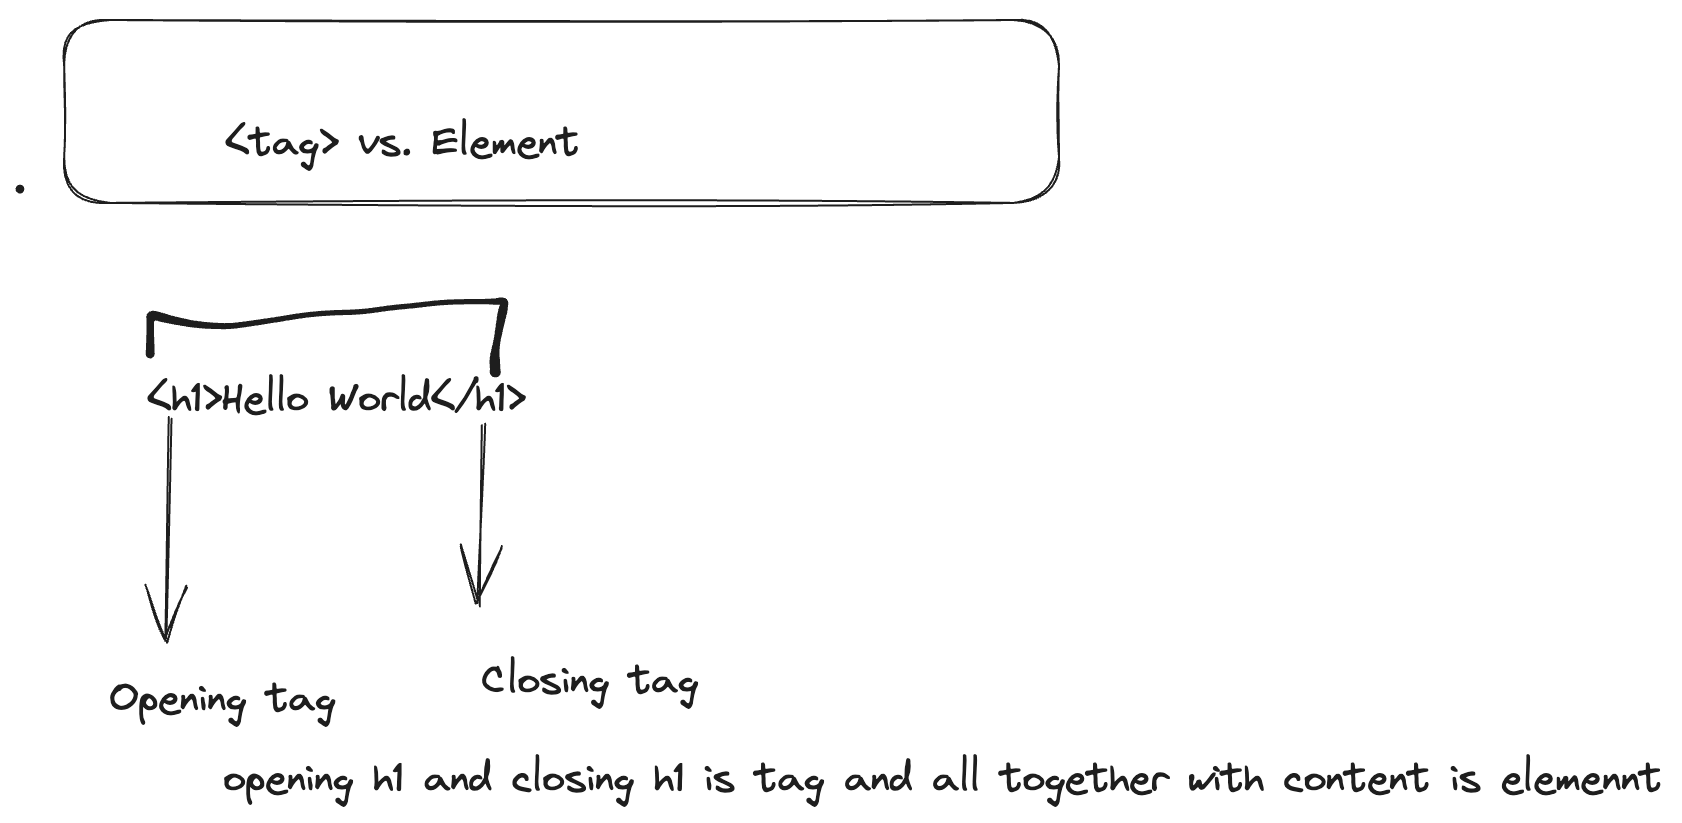 <tag> vs. Element
<h1>Hello World</h1>
Opening tag
Closing tag
opening h1 and closing h1 is tag and all together with content is elemennt